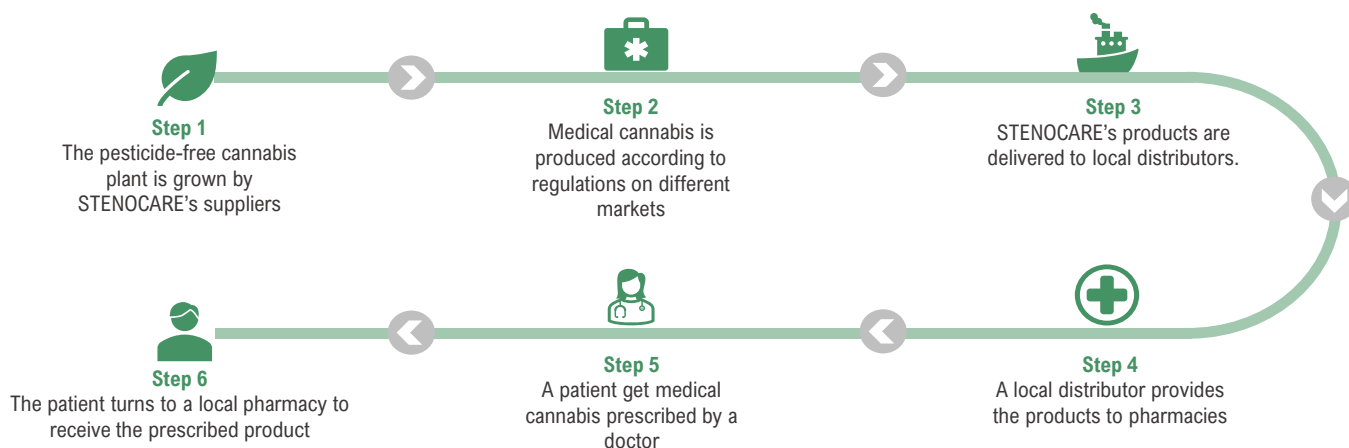 Step 1
The pesticide-free cannabis
plant is grown by
STENOCARE's suppliers
Step 2
Medical cannabis is
produced according to
regulations on different
markets
Step 3
STENOCARE's products are
delivered to local distributors.
Step 4
A local distributor provides
the products to pharmacies
Step 5
A patient get medical
cannabis prescribed by a
doctor
Step 6
The patient turns to a local pharmacy to
receive the prescribed product